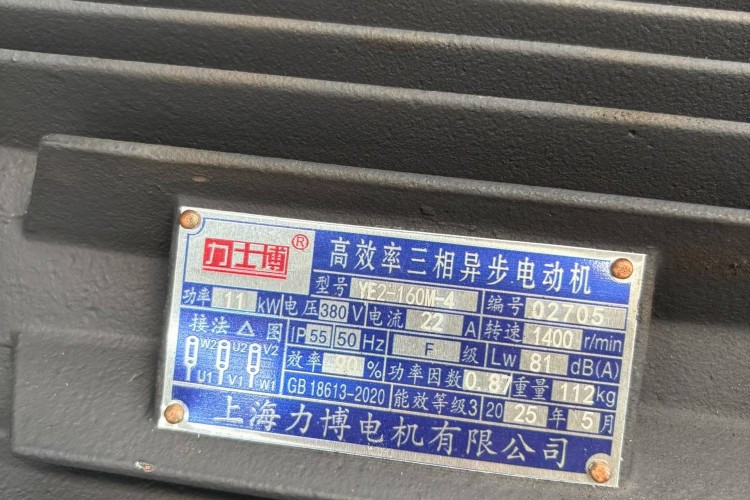 力士博® 高效率三相异步电动机
型号 YE2-160M-4 编号 02705
功率 11 kW 电压 380 V 电流 22 A 转速 1400 r/min
接法 △ 图 IP 55 50 Hz F 级 Lw 81 dB(A)
W2 U2 V2
U1 V1 W1
效率 90 % 功率因数 0.87 重量 112 kg
GB 18613-2020 能效等级3 2025 年 5 月
上海力博电机有限公司